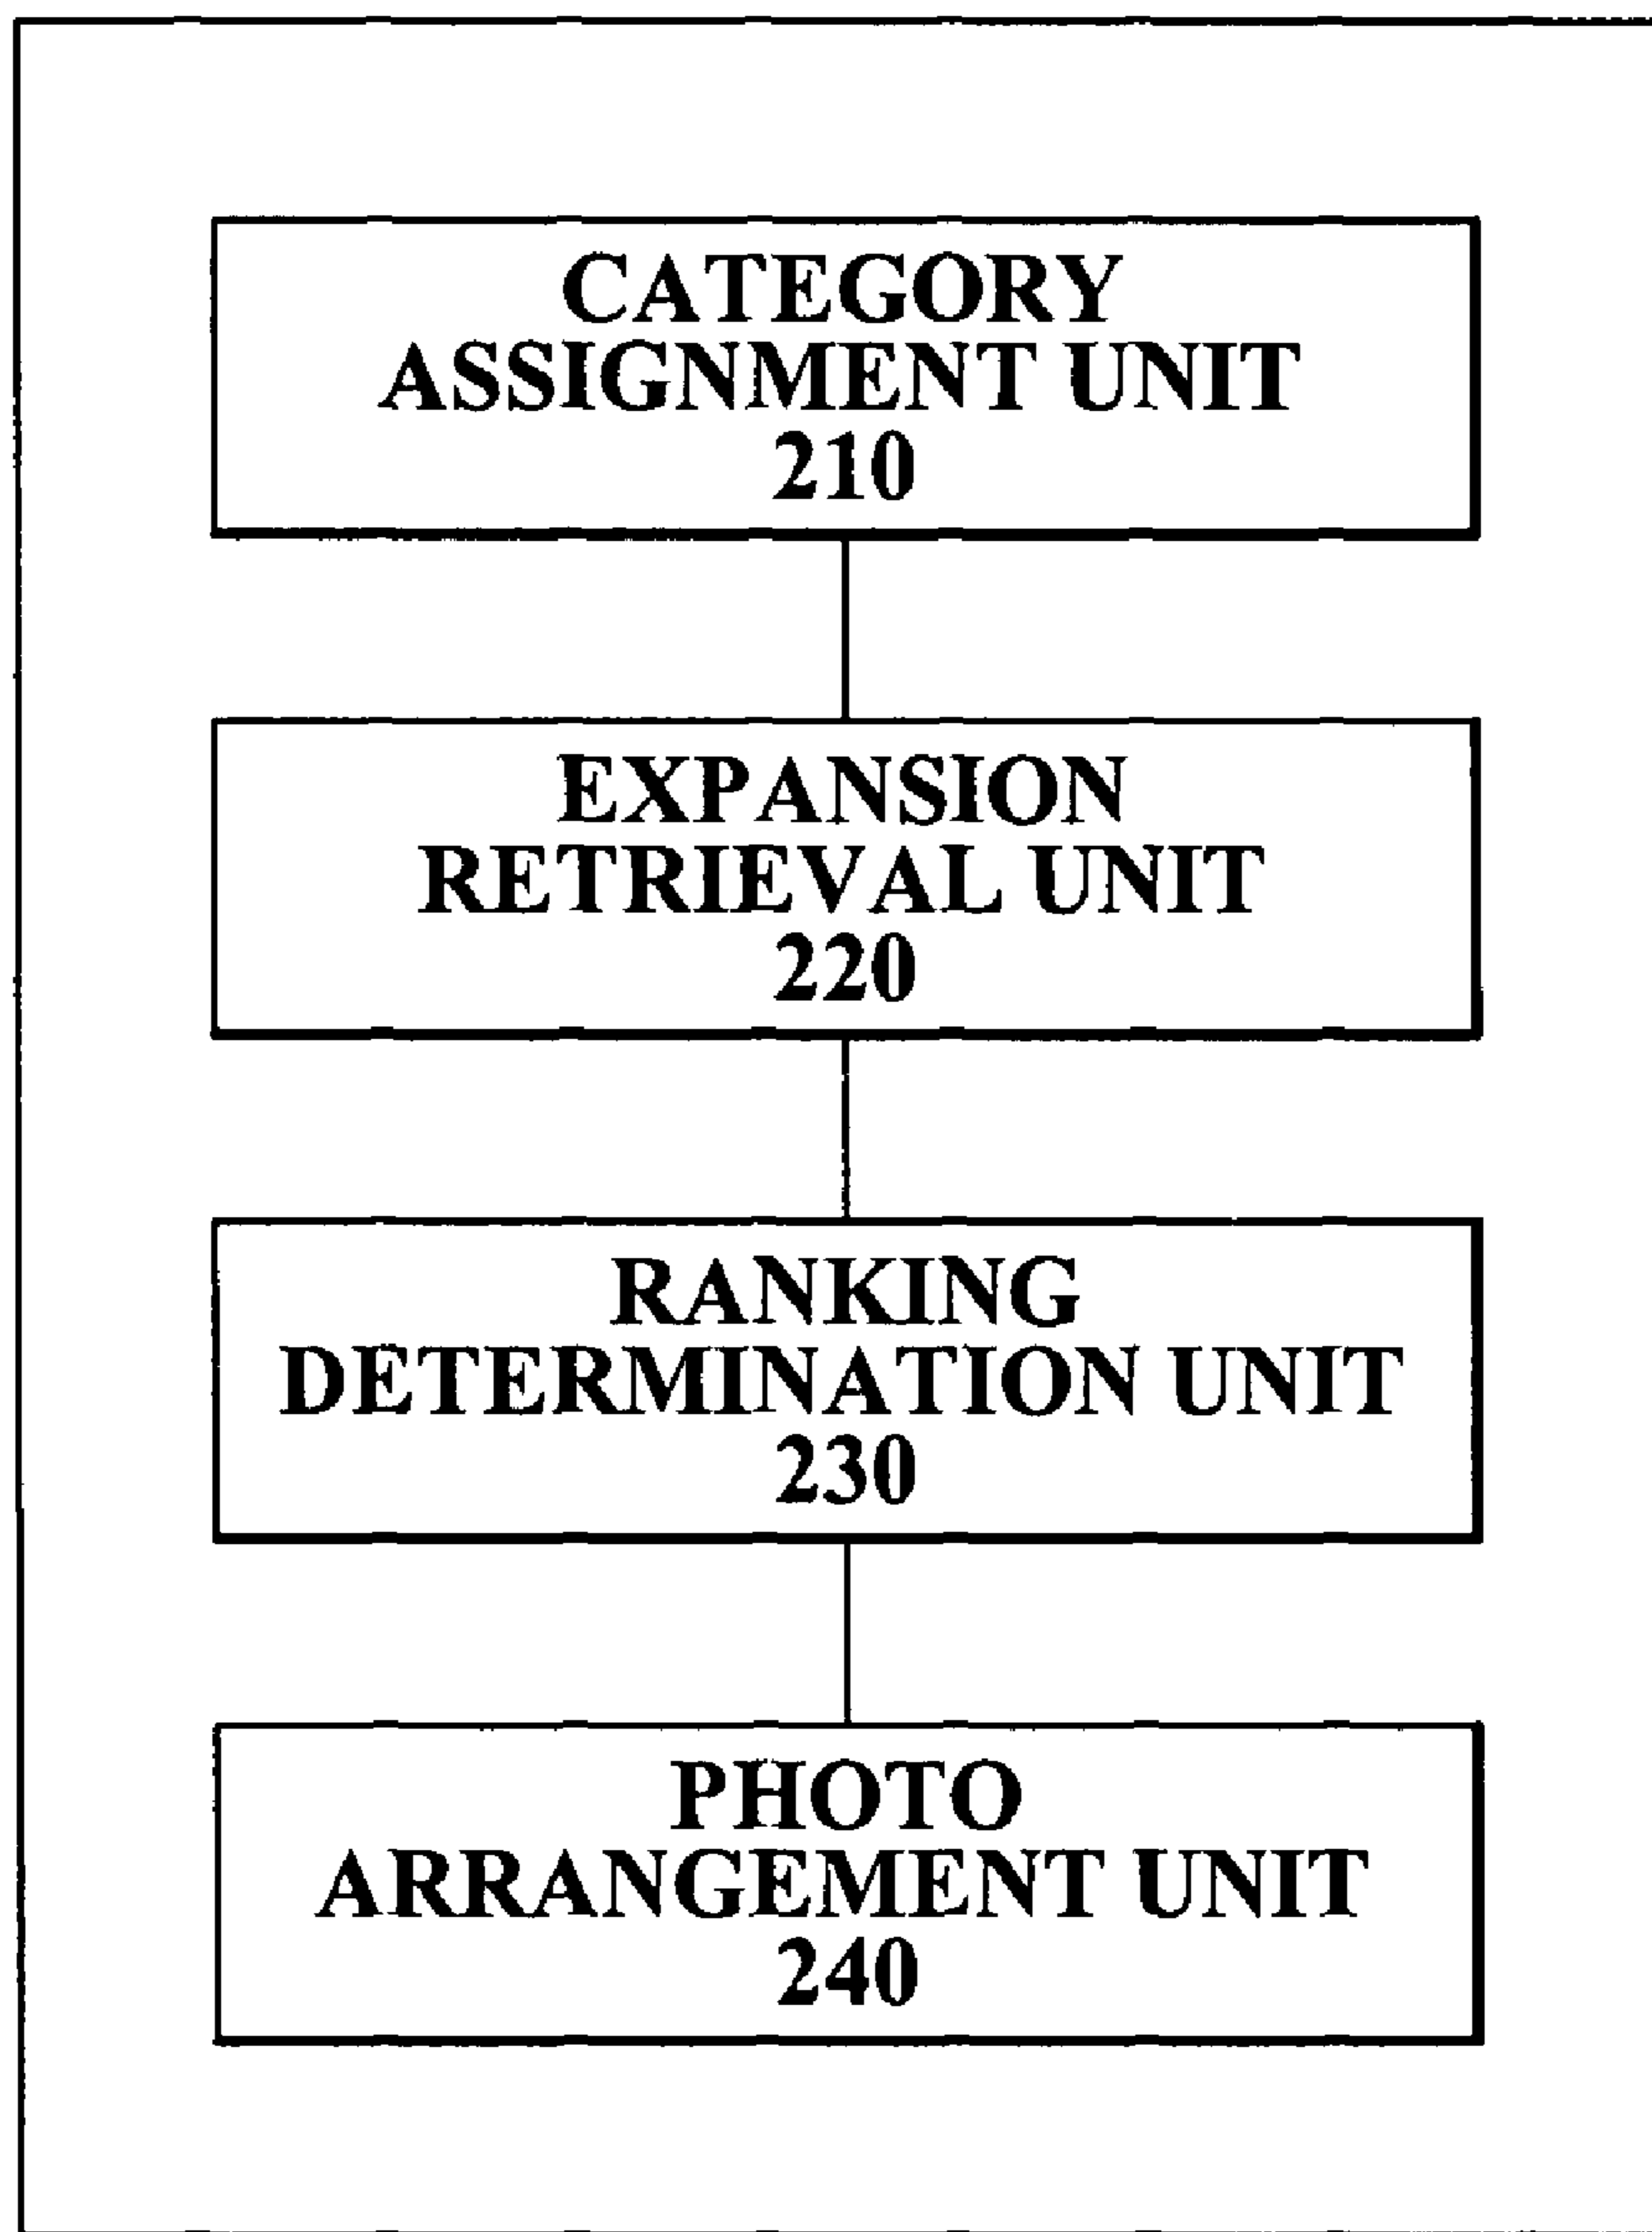 CATEGORY
ASSIGNMENT UNIT
210
EXPANSION
RETRIEVAL UNIT
220
RANKING
DETERMINATION UNIT
230
PHOTO
ARRANGEMENT UNIT
240